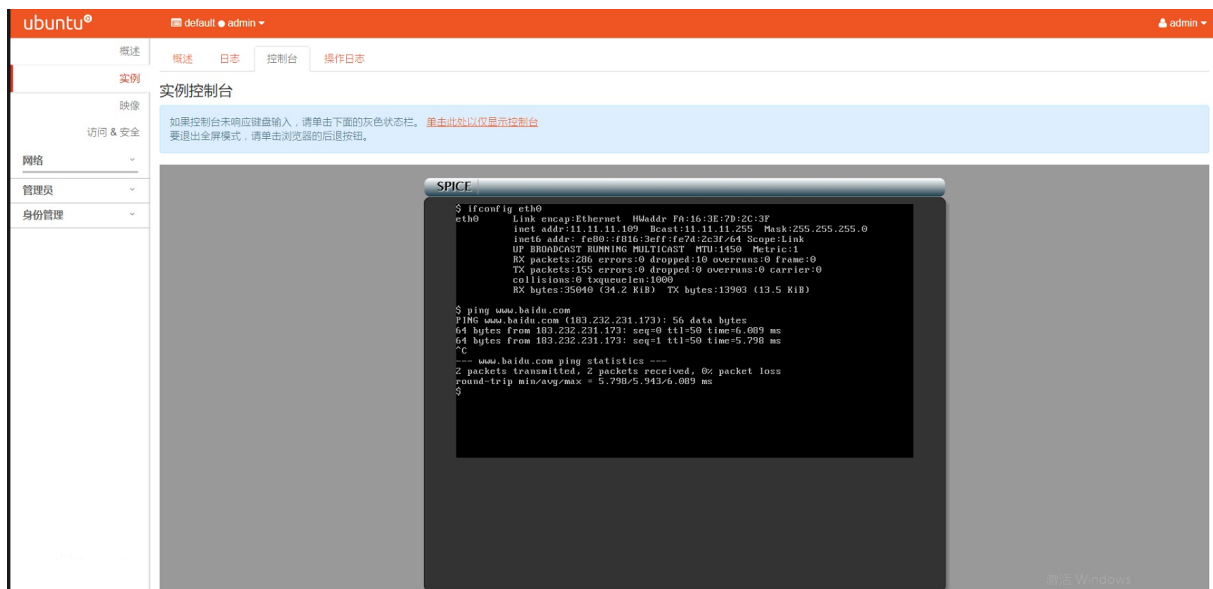 ubuntu®
default ● admin
admin
概述
实例
映像
访问 & 安全
网络
管理员
身份管理
概述 日志 控制台 操作日志
实例控制台
如果控制台未响应键盘输入，请单击下面的灰色状态栏。 单击此处以仅显示控制台
要退出全屏模式，请单击浏览器的后退按钮。
SPICE
$ ifconfig eth0
eth0 Link encap:Ethernet HWaddr FA:16:3E:7D:2C:3F
inet addr:11.11.11.109 Bcast:11.11.11.255 Mask:255.255.255.0
inet6 addr: fe80::f816:3eff:fe7d:2c3f/64 Scope:Link
UP BROADCAST RUNNING MULTICAST MTU:1450 Metric:1
RX packets:286 errors:0 dropped:10 overruns:0 frame:0
TX packets:155 errors:0 dropped:0 overruns:0 carrier:0
collisions:0 txqueuelen:1000
RX bytes:35040 (34.2 KiB) TX bytes:13903 (13.5 KiB)
$ ping www.baidu.com
PING www.baidu.com (183.232.231.173): 56 data bytes
64 bytes from 183.232.231.173: seq=0 ttl=50 time=6.089 ms
64 bytes from 183.232.231.173: seq=1 ttl=50 time=5.798 ms
^C
--- www.baidu.com ping statistics ---
2 packets transmitted, 2 packets received, 0% packet loss
round-trip min/avg/max = 5.798/5.943/6.089 ms
$
激活 Windows